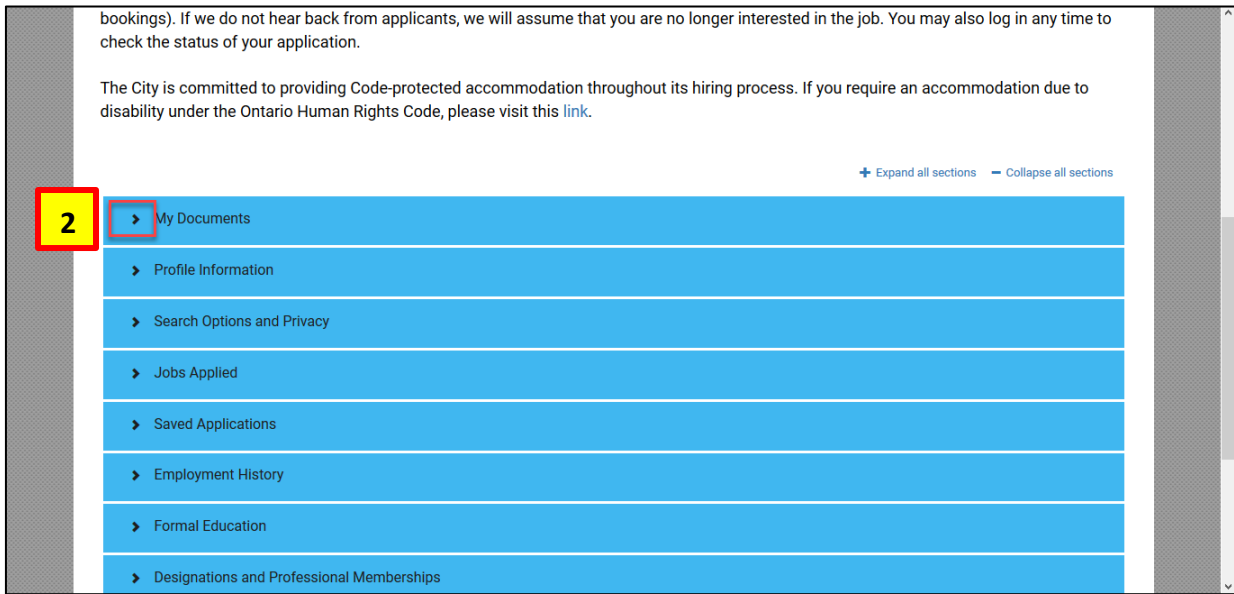 bookings). If we do not hear back from applicants, we will assume that you are no longer interested in the job. You may also log in any time to
check the status of your application.
The City is committed to providing Code-protected accommodation throughout its hiring process. If you require an accommodation due to
disability under the Ontario Human Rights Code, please visit this link.
+ Expand all sections − Collapse all sections
2
My Documents
Profile Information
Search Options and Privacy
Jobs Applied
Saved Applications
Employment History
Formal Education
Designations and Professional Memberships